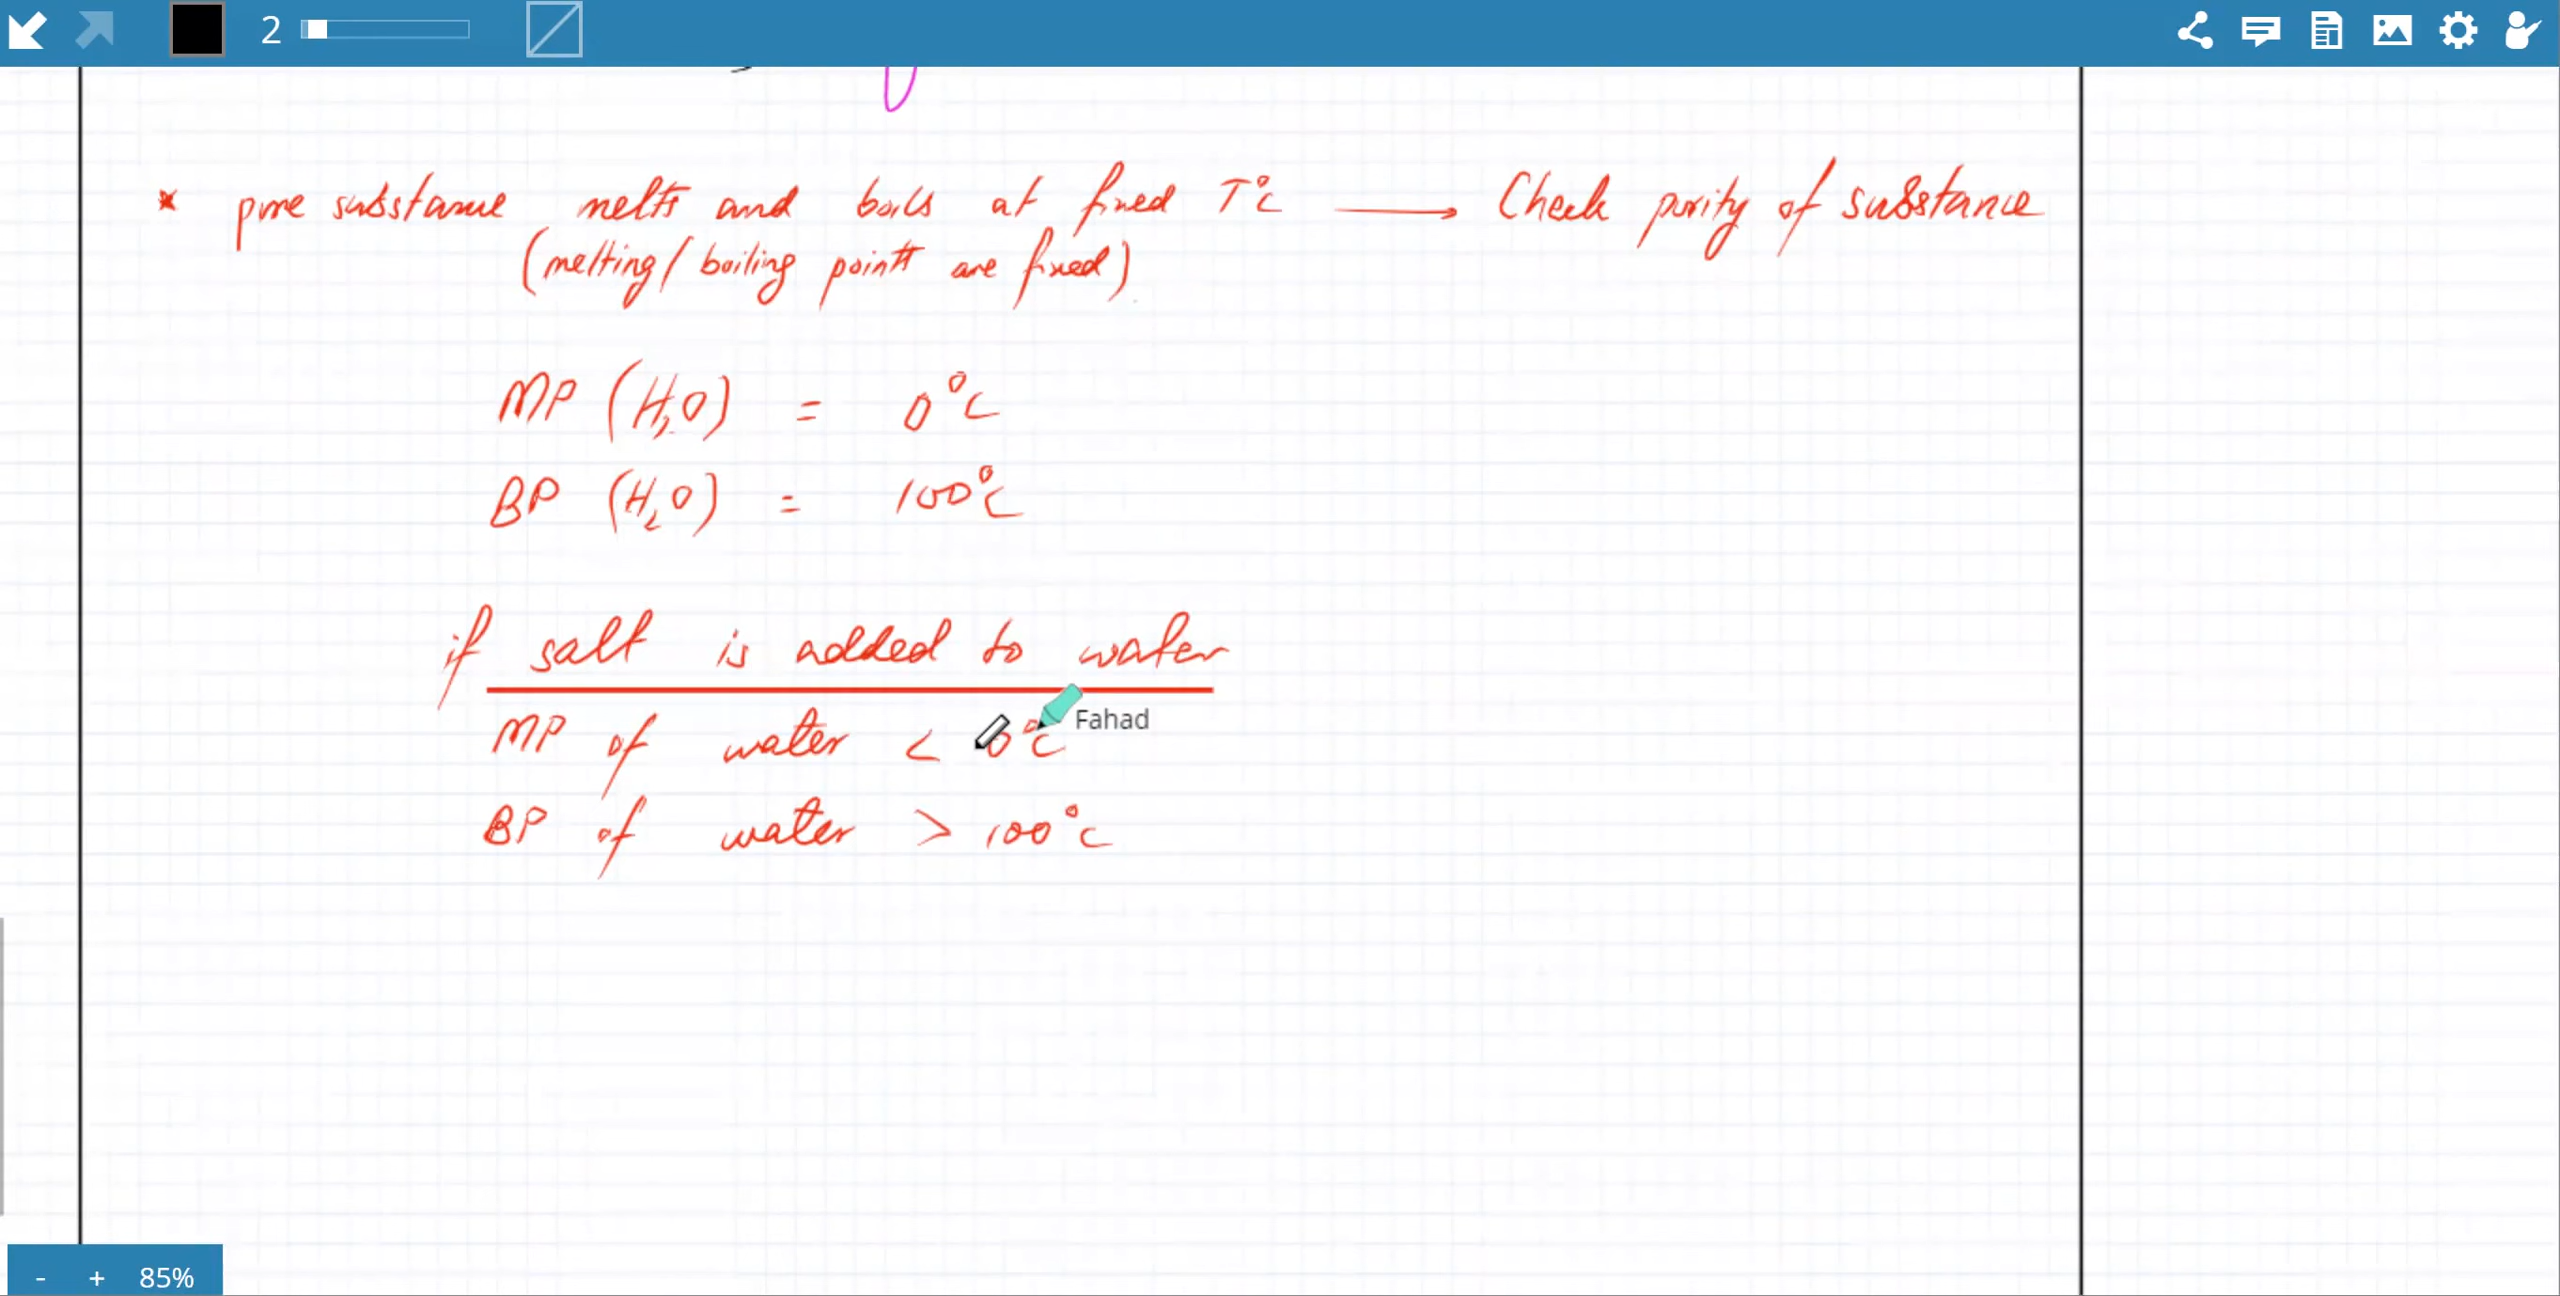 2
* pure substance melts and boils at fixed T°C → Check purity of substance
(melting/boiling points are fixed)
MP (H₂O) = 0°C
BP (H₂O) = 100°C
if salt is added to water
MP of water < 0°C
Fahad
BP of water > 100°C
- + 85%